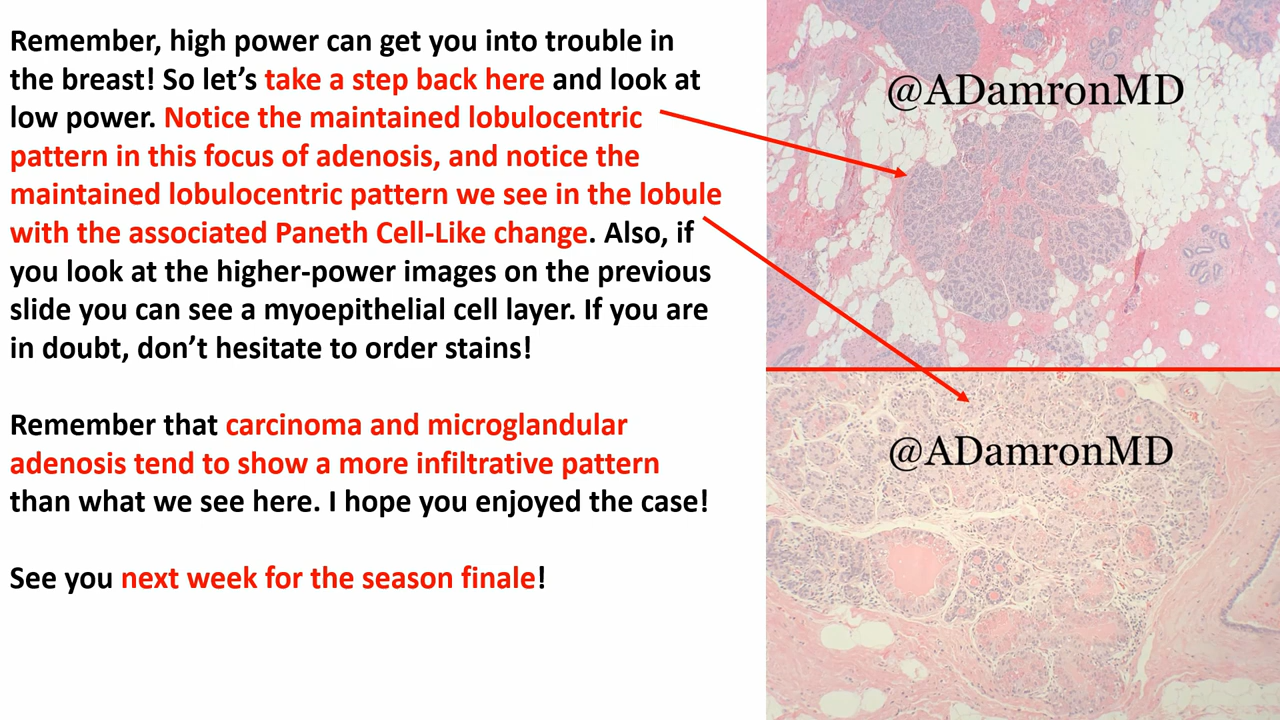 Remember, high power can get you into trouble in
the breast! So let’s take a step back here and look at
low power. Notice the maintained lobulocentric
pattern in this focus of adenosis, and notice the
maintained lobulocentric pattern we see in the lobule
with the associated Paneth Cell-Like change. Also, if
you look at the higher-power images on the previous
slide you can see a myoepithelial cell layer. If you are
in doubt, don’t hesitate to order stains!
Remember that carcinoma and microglandular
adenosis tend to show a more infiltrative pattern
than what we see here. I hope you enjoyed the case!
See you next week for the season finale!
@ADamronMD
@ADamronMD